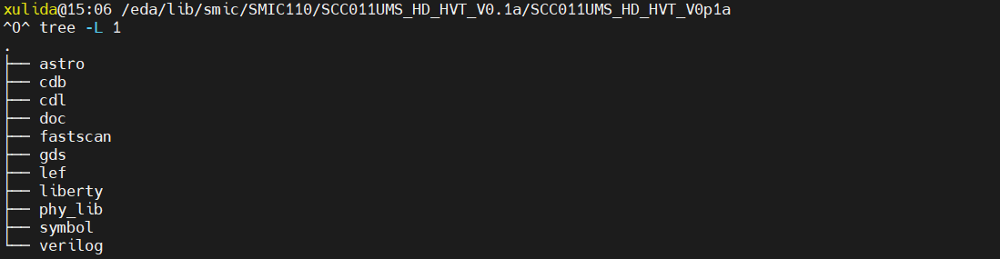 xulida@15:06 /eda/lib/smic/SMIC110/SCC011UMS_HD_HVT_V0.1a/SCC011UMS_HD_HVT_V0p1a
^O^ tree -L 1
.
├── astro
├── cdb
├── cdl
├── doc
├── fastscan
├── gds
├── lef
├── liberty
├── phy_lib
├── symbol
└── verilog